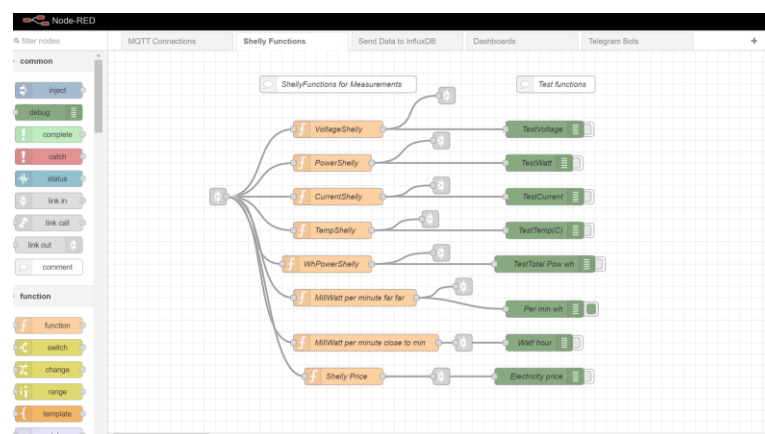 Node-RED
filter nodes
MQTT Connections
Shelly Functions
Send Data to InfluxDB
Dashboards
Telegram Bots
+
common
inject
debug
complete
catch
status
link in
link call
link out
comment
function
function
switch
change
range
template
ShellyFunctions for Measurements
Test functions
VoltageShelly
TestVoltage
PowerShelly
TestWatt
CurrentShelly
TestCurrent
TempShelly
TestTemp(C)
WhPowerShelly
TestTotal Pow wh
MillWatt per minute far far
Per min wh
MillWatt per minute close to min
Watt hour
Shelly Price
Electricity price